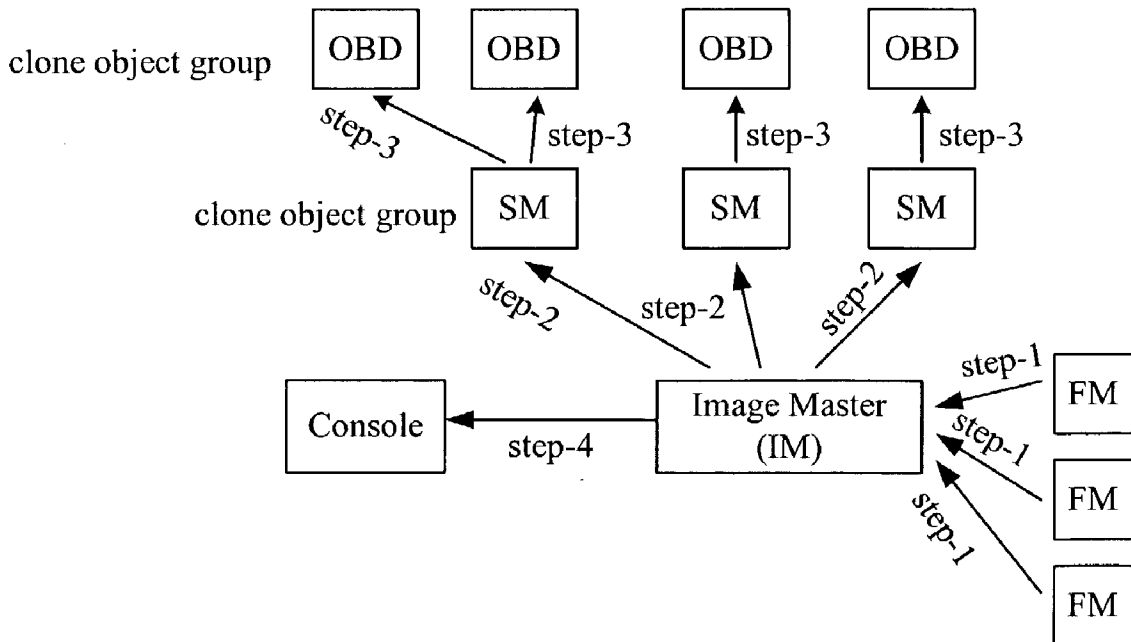 OBD OBD OBD OBD
clone object group
step-3 step-3 step-3 step-3
clone object group SM SM SM
step-2 step-2 step-2
step-1 FM
Console step-4 Image Master
(IM)
step-1 FM
step-1
FM